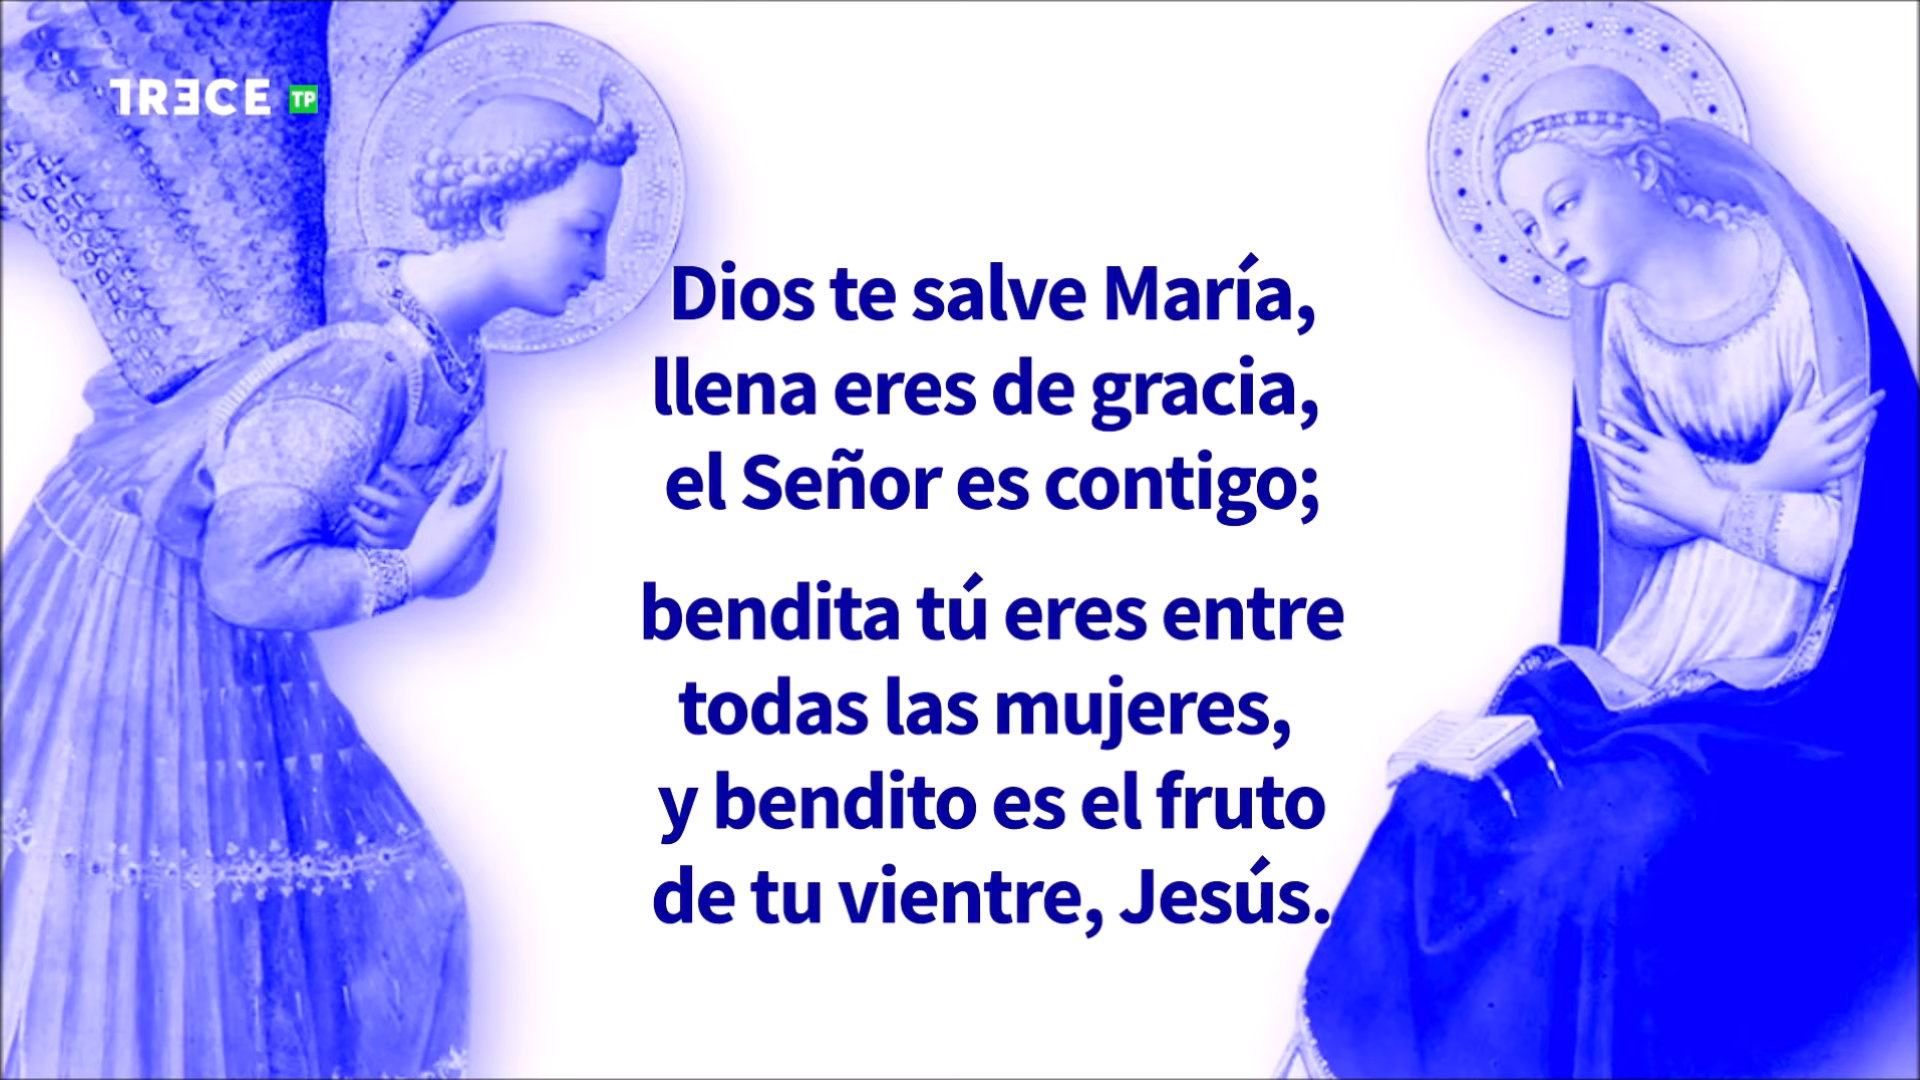 TRECE TP
Dios te salve María,
llena eres de gracia,
el Señor es contigo;
bendita tú eres entre
todas las mujeres,
y bendito es el fruto
de tu vientre, Jesús.